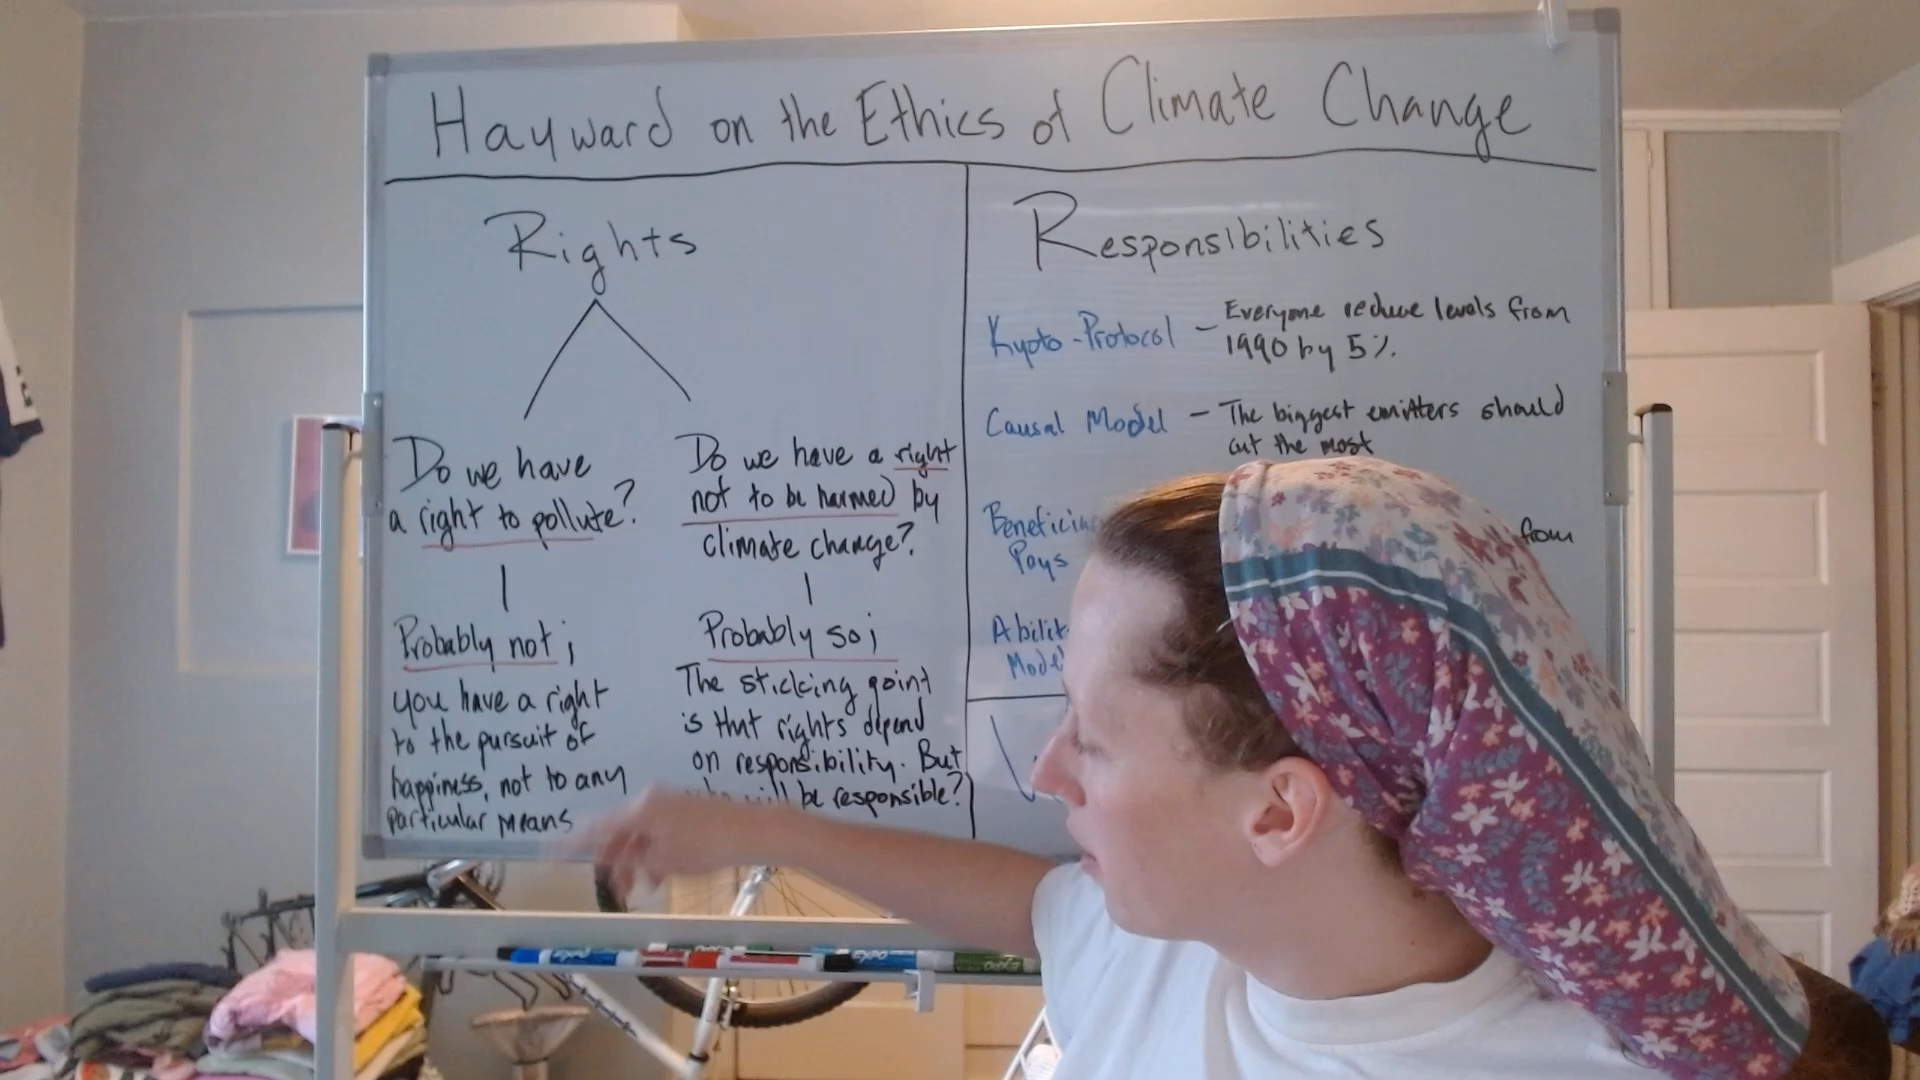 Hayward on the Ethics of Climate Change
Rights
Do we have
a right to pollute?
Probably not;
you have a right
to the pursuit of
happiness, not to any
particular means
Do we have a right
not to be harmed by
climate change?
Probably so;
The sticking point
is that rights depend
on responsibility. But
will be responsible?
Responsibilities
Kyoto-Protocol - Everyone reduce levels from
1990 by 5%.
Causal Model - The biggest emitters should
cut the most
from
Pays